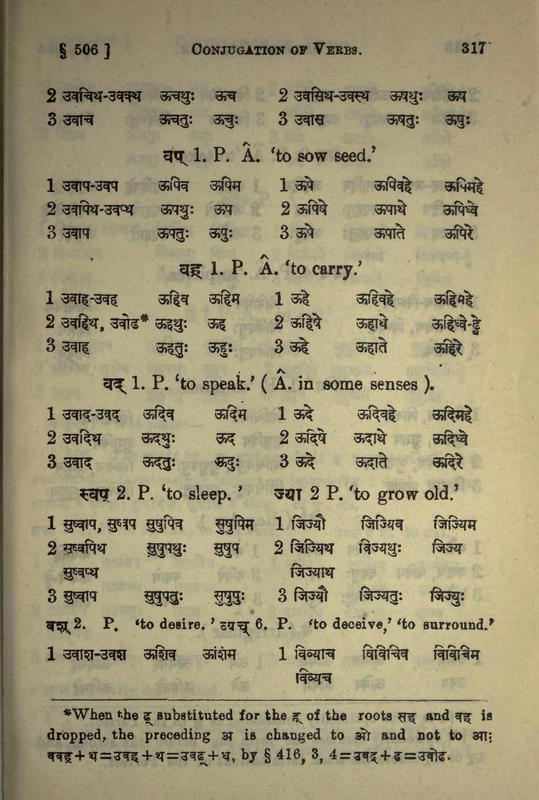 § 506 ] CONJUGATION OF VERBS. 317
2 उवचिथ-उवक्थ ऊचथुः ऊच 2 उवसिथ-उवस्थ ऊषथुः ऊष
3 उवाच ऊचतुः ऊचुः 3 उवास ऊषतुः ऊषुः
वप् 1. P. Â. ‘to sow seed.’
1 उवाप-उवप ऊपिव ऊपिम 1 ऊपे ऊपिवहे ऊपिमहे
2 उवपिथ-उवप्थ ऊपथुः ऊप 2 ऊपिषे ऊपाथे ऊपिध्वे
3 उवाप ऊपतुः ऊपुः 3 ऊपे ऊपाते ऊपिरे
वह् 1. P. Â. ‘to carry.’
1 उवाह-उवह ऊहिव ऊहिम 1 ऊहे ऊहिवहे ऊहिमहे
2 उवहिथ, उवोढ* ऊहथुः ऊह 2 ऊहिषे ऊहाथे ऊहिध्वे-ढ्वे
3 उवाह ऊहतुः ऊहुः 3 ऊहे ऊहाते ऊहिरे
वद् 1. P. ‘to speak.’ ( Â. in some senses ).
1 उवाद-उवद ऊदिव ऊदिम 1 ऊदे ऊदिवहे ऊदिमहे
2 उवदिथ ऊदथुः ऊद 2 ऊदिषे ऊदाथे ऊदिध्वे
3 उवाद ऊदतुः ऊदुः 3 ऊदे ऊदाते ऊदिरे
स्वप् 2. P. ‘to sleep. ’ ज्या 2 P. ‘to grow old.’
1 सुष्वाप, सुष्वप सुषुपिव सुषुपिम 1 जिज्यौ जिज्यिव जिज्यिम
2 सुष्वपिथ सुषुपथुः सुषुप 2 जिज्यिथ जिज्यथुः जिज्य
सुष्वप्थ जिज्याथ
3 सुष्वाप सुषुपतुः सुषुपुः 3 जिज्यौ जिज्यतुः जिज्युः
वश् 2. P. ‘to desire. ’ व्यच् 6. P. ‘to deceive,’ ‘to surround.’
1 उवाश-उवश ऊशिव ऊशिम 1 विव्याच विविचिव विविचिम
विव्यच
*When the ढ् substituted for the ह् of the roots सह् and वह् is
dropped, the preceding अ is changed to ओ and not to आ;
ववह्+थ=उवह्+थ=उवढ्+ध, by § 416, 3, 4=उवढ्+ढ=उवोढ.